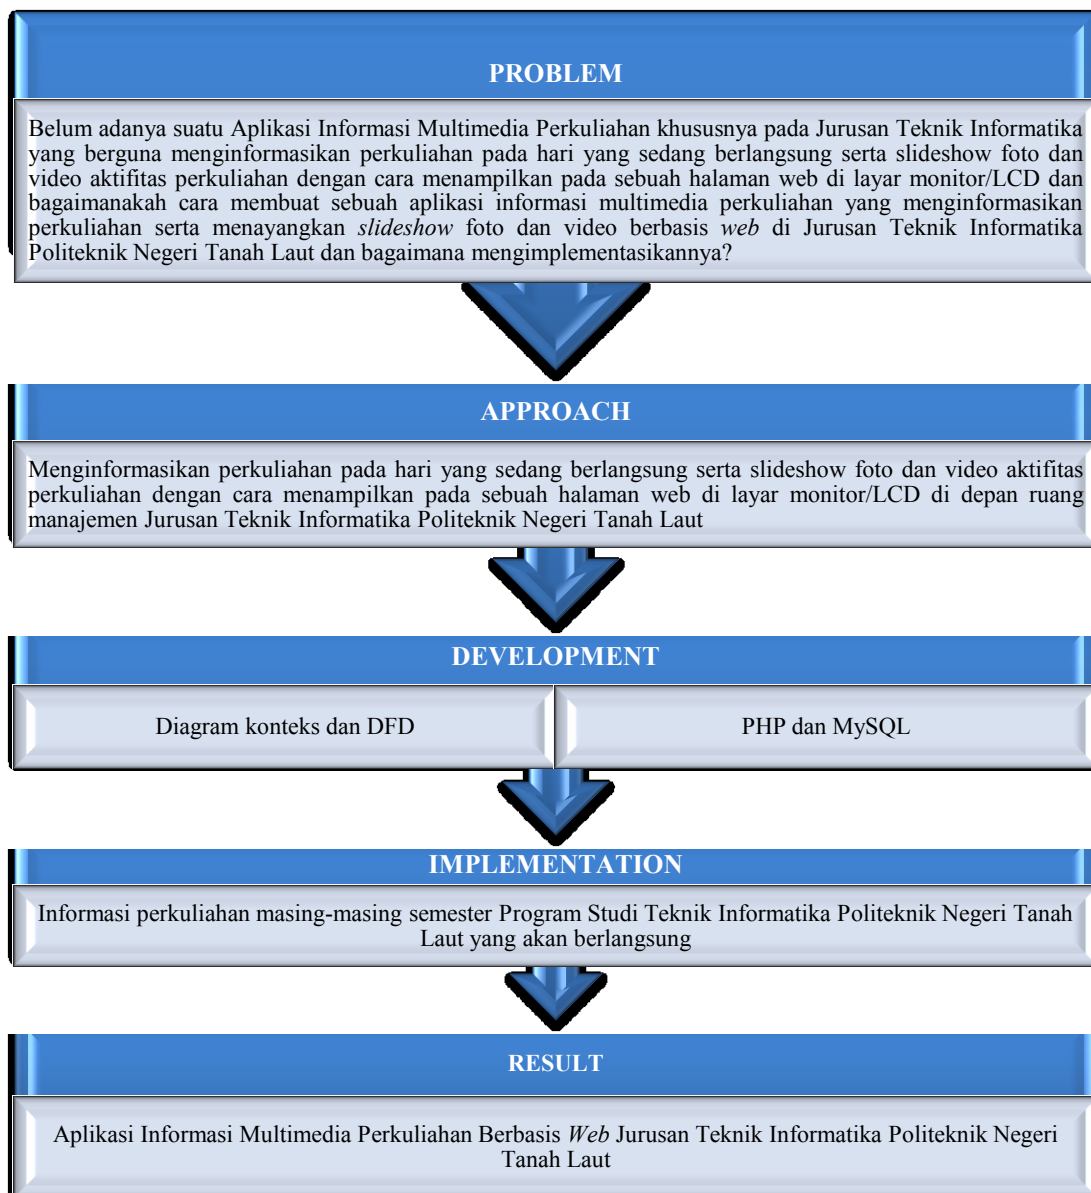 PROBLEM
Belum adanya suatu Aplikasi Informasi Multimedia Perkuliahan khususnya pada Jurusan Teknik Informatika
yang berguna menginformasikan perkuliahan pada hari yang sedang berlangsung serta slideshow foto dan
video aktifitas perkuliahan dengan cara menampilkan pada sebuah halaman web di layar monitor/LCD dan
bagaimanakah cara membuat sebuah aplikasi informasi multimedia perkuliahan yang menginformasikan
perkuliahan serta menayangkan slideshow foto dan video berbasis web di Jurusan Teknik Informatika
Politeknik Negeri Tanah Laut dan bagaimana mengimplementasikannya?
APPROACH
Menginformasikan perkuliahan pada hari yang sedang berlangsung serta slideshow foto dan video aktifitas
perkuliahan dengan cara menampilkan pada sebuah halaman web di layar monitor/LCD di depan ruang
manajemen Jurusan Teknik Informatika Politeknik Negeri Tanah Laut
DEVELOPMENT
Diagram konteks dan DFD
PHP dan MySQL
IMPLEMENTATION
Informasi perkuliahan masing-masing semester Program Studi Teknik Informatika Politeknik Negeri Tanah
Laut yang akan berlangsung
RESULT
Aplikasi Informasi Multimedia Perkuliahan Berbasis Web Jurusan Teknik Informatika Politeknik Negeri
Tanah Laut